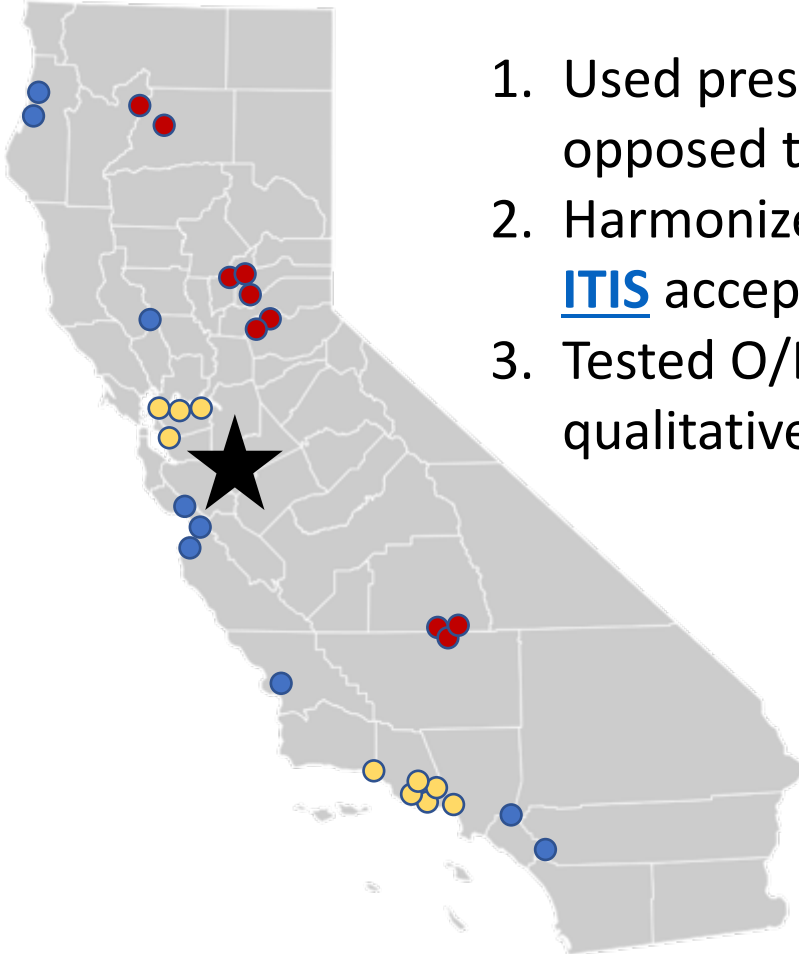 1. Used pres
opposed t
2. Harmonize
ITIS accep
3. Tested O/
qualitative